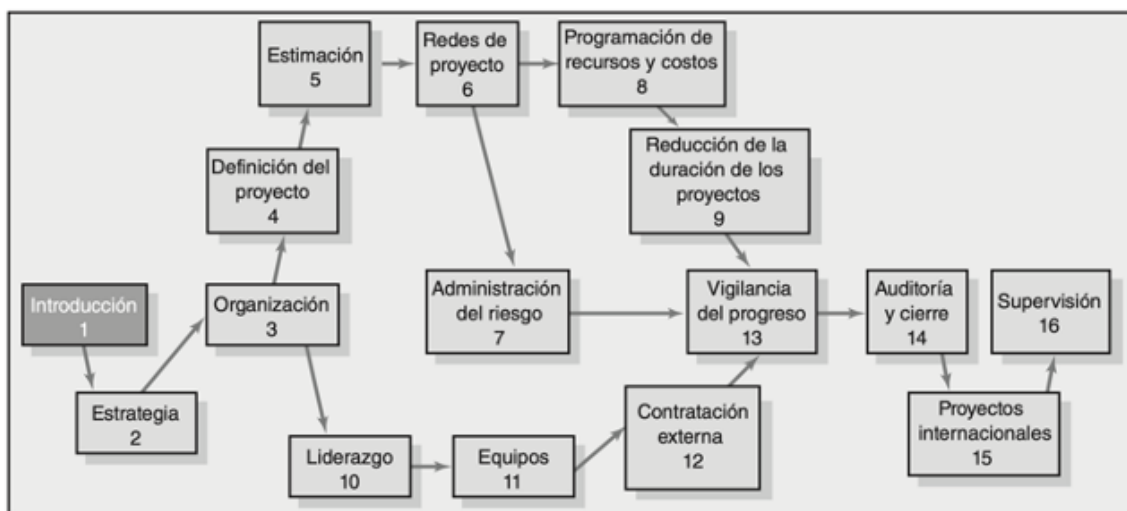 Introducción
1
Estrategia
2
Organización
3
Definición del
proyecto
4
Estimación
5
Redes de
proyecto
6
Administración
del riesgo
7
Programación de
recursos y costos
8
Reducción de la
duración de los
proyectos
9
Liderazgo
10
Equipos
11
Contratación
externa
12
Vigilancia
del progreso
13
Auditoría
y cierre
14
Proyectos
internacionales
15
Supervisión
16